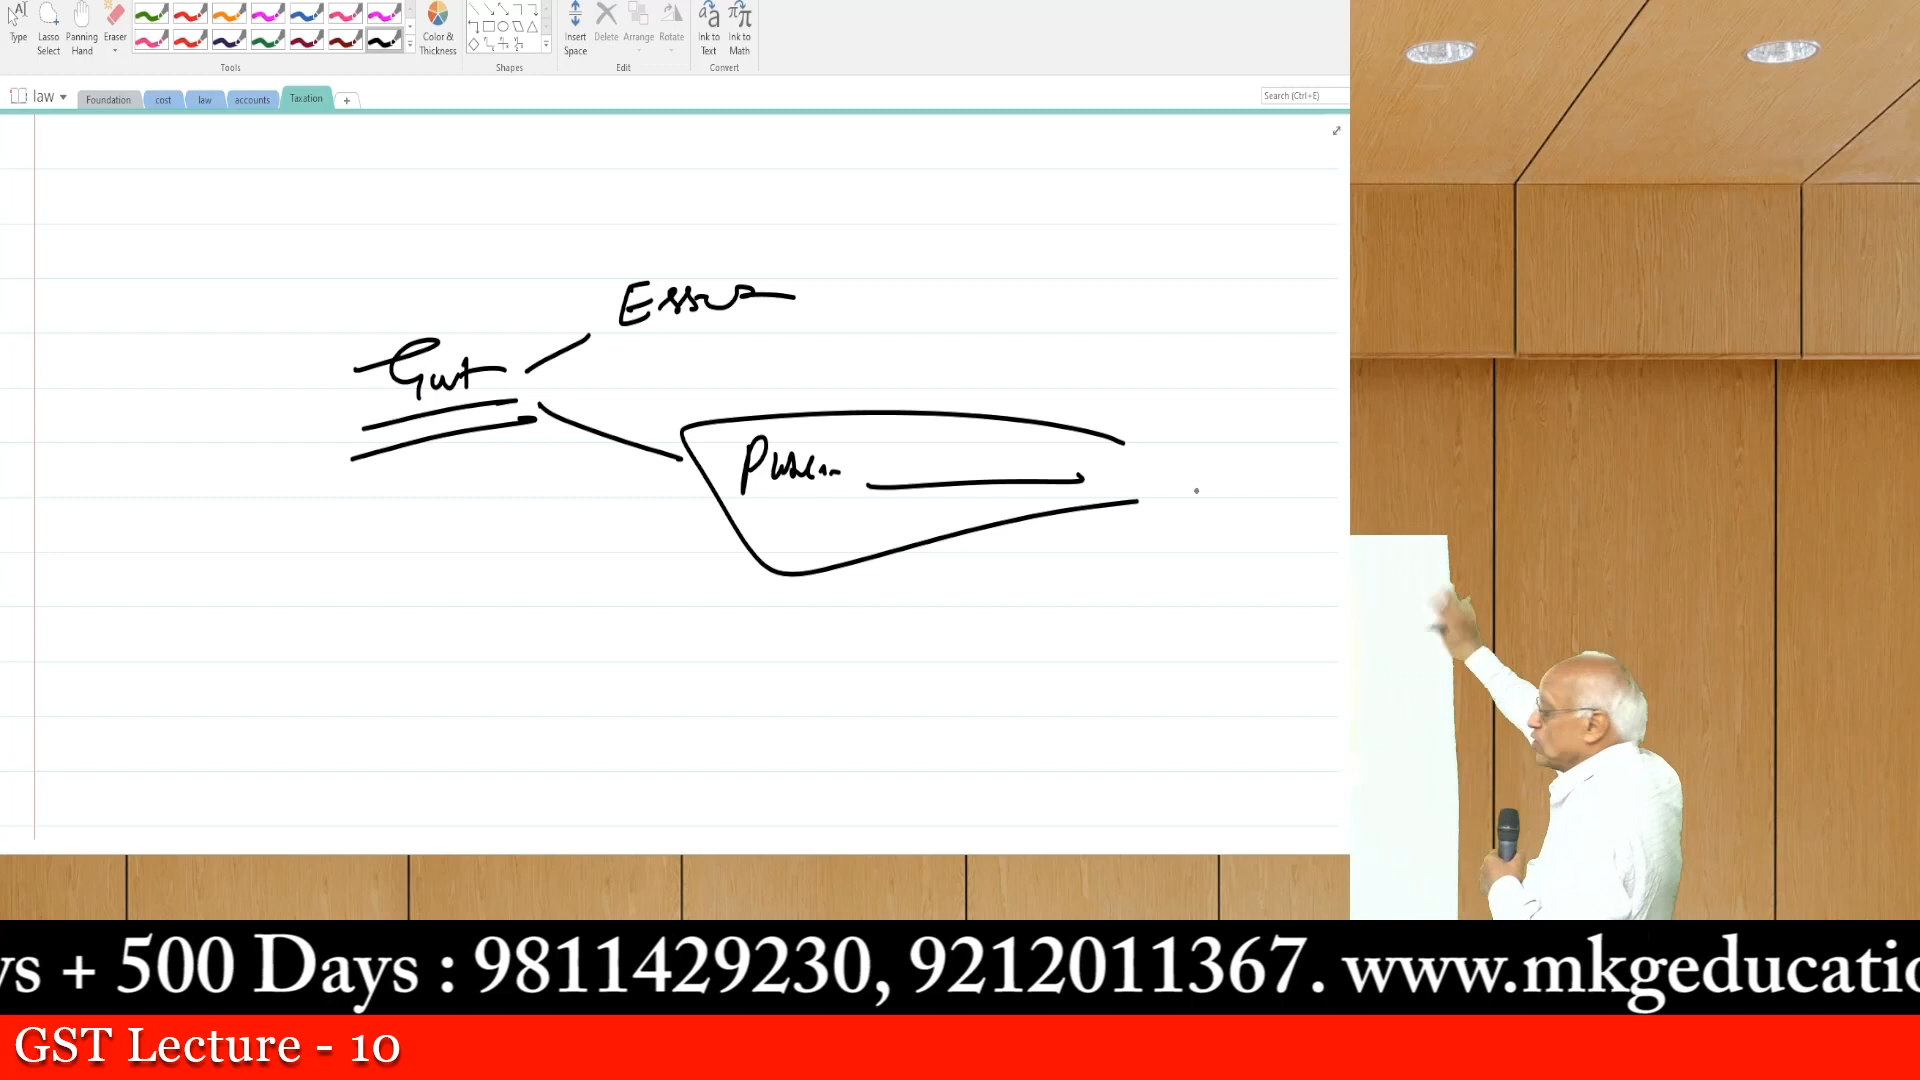 Type
Lasso Select
Panning Hand
Eraser
Color & Thickness
Insert Space
Delete
Arrange
Rotate
Ink to Text
Ink to Math
Tools
Shapes
Edit
Convert
law
Foundation
cost
law
accounts
Taxation
+
Search (Ctrl+E)
Govt
ys + 500 Days : 9811429230, 9212011367. www.mkgeducatio
GST Lecture - 10